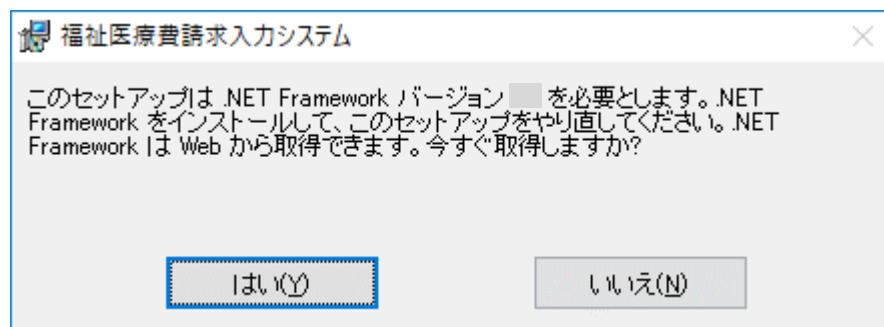 福祉医療費請求入力システム
このセットアップは .NET Framework バージョン を必要とします。.NET
Framework をインストールして、このセットアップをやり直してください。.NET
Framework は Web から取得できます。今すぐ取得しますか?
はい(Y)
いいえ(N)